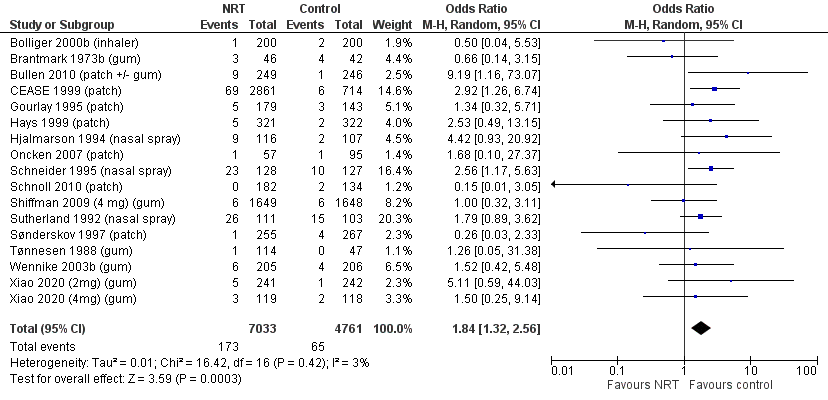 NRT Control Odds Ratio Odds Ratio
Study or Subgroup Events Total Events Total Weight M-H, Random, 95% CI M-H, Random, 95% CI
Bolliger 2000b (inhaler) 1 200 2 200 1.9% 0.50 [0.04, 5.53]
Brantmark 1973b (gum) 3 46 4 42 4.4% 0.66 [0.14, 3.15]
Bullen 2010 (patch +/- gum) 9 249 1 246 2.5% 9.19 [1.16, 73.07]
CEASE 1999 (patch) 69 2861 6 714 14.6% 2.92 [1.26, 6.74]
Gourlay 1995 (patch) 5 179 3 143 5.1% 1.34 [0.32, 5.71]
Hays 1999 (patch) 5 321 2 322 3.9% 2.53 [0.49, 13.15]
Hjalmarson 1994 (nasal spray) 9 116 2 107 4.5% 4.42 [0.93, 20.92]
Oncken 2007 (patch) 1 57 1 95 1.4% 1.68 [0.10, 27.37]
Schneider 1995 (nasal spray) 23 128 10 127 16.4% 2.56 [1.17, 5.63]
Schnoll 2010 (patch) 0 182 2 134 1.2% 0.15 [0.01, 3.05]
Shiffman 2009 (4 mg) (gum) 6 1649 6 1648 8.2% 1.00 [0.32, 3.11]
Sutherland 1992 (nasal spray) 26 111 15 103 20.3% 1.79 [0.89, 3.62]
Sønderskov 1997 (patch) 1 255 4 267 2.2% 0.26 [0.03, 2.33]
Tønnesen 1988 (gum) 1 114 0 47 1.1% 1.26 [0.05, 31.38]
Wennike 2003b (gum) 6 205 4 206 6.5% 1.52 [0.42, 5.48]
Xiao 2020 (2mg) (gum) 5 241 1 242 2.3% 5.11 [0.59, 44.03]
Xiao 2020 (4mg) (gum) 3 119 2 118 3.3% 1.50 [0.25, 9.14]
Total (95% CI) 7033 4761 100.0% 1.84 [1.32, 2.56]
Total events 173 65
Heterogeneity: Tau² = 0.01; Chi² = 16.42, df = 16 (P = 0.42); I² = 3%
Test for overall effect: Z = 3.59 (P = 0.0003)
0.01 0.1 1 10 100
Favours NRT Favours control